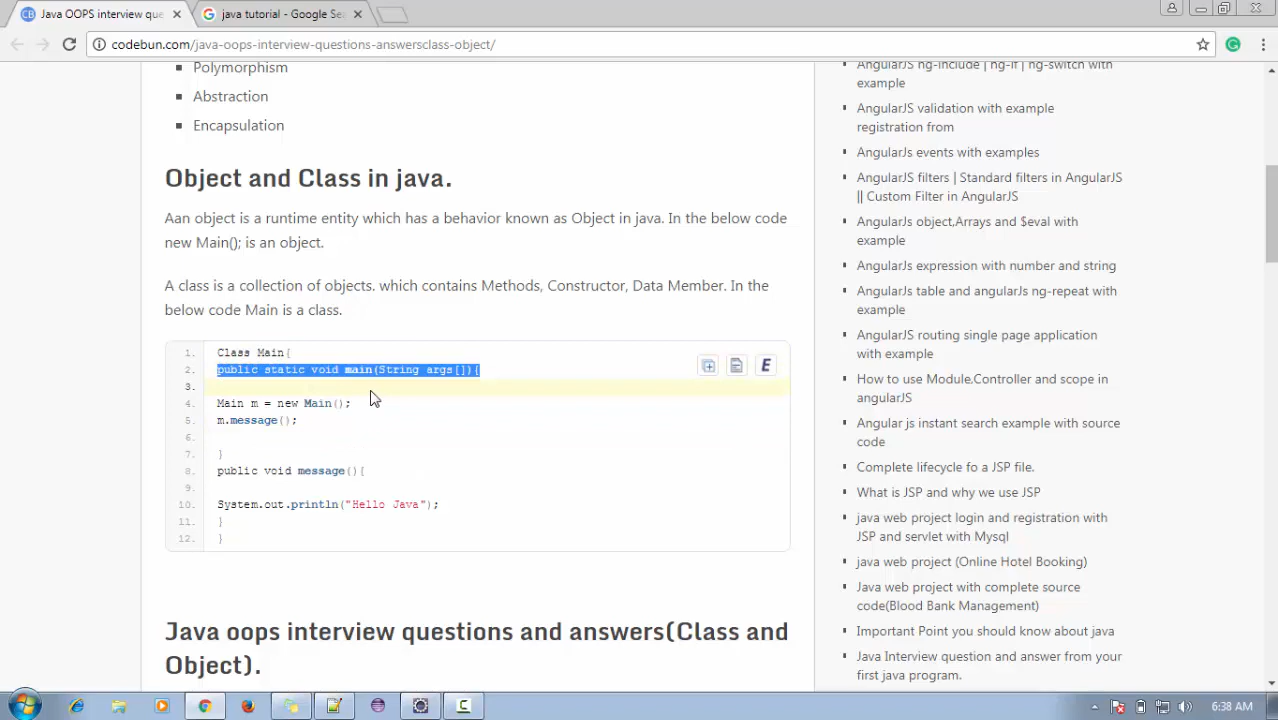 Java OOPS interview que
java tutorial - Google Sea
codebun.com/java-oops-interview-questions-answersclass-object/
Polymorphism
Abstraction
Encapsulation
Object and Class in java.
Aan object is a runtime entity which has a behavior known as Object in java. In the below code
new Main(); is an object.
A class is a collection of objects. which contains Methods, Constructor, Data Member. In the
below code Main is a class.
1. Class Main{
2. public static void main(String args[]){
3.
4. Main m = new Main();
5. m.message();
6.
7. }
8. public void message(){
9.
10. System.out.println("Hello Java");
11. }
12. }
E
Java oops interview questions and answers(Class and
Object).
AngularJS ng-include | ng-if | ng-switch with
example
AngularJS validation with example
registration from
AngularJs events with examples
AngularJS filters | Standard filters in AngularJS
|| Custom Filter in AngularJS
AngularJs object,Arrays and $eval with
example
AngularJs expression with number and string
AngularJs table and angularJs ng-repeat with
example
AngularJS routing single page application
with example
How to use Module,Controller and scope in
angularJS
Angular js instant search example with source
code
Complete lifecycle fo a JSP file.
What is JSP and why we use JSP
java web project login and registration with
JSP and servlet with Mysql
java web project (Online Hotel Booking)
Java web project with complete source
code(Blood Bank Management)
Important Point you should know about java
Java Interview question and answer from your
first java program.
6:38 AM